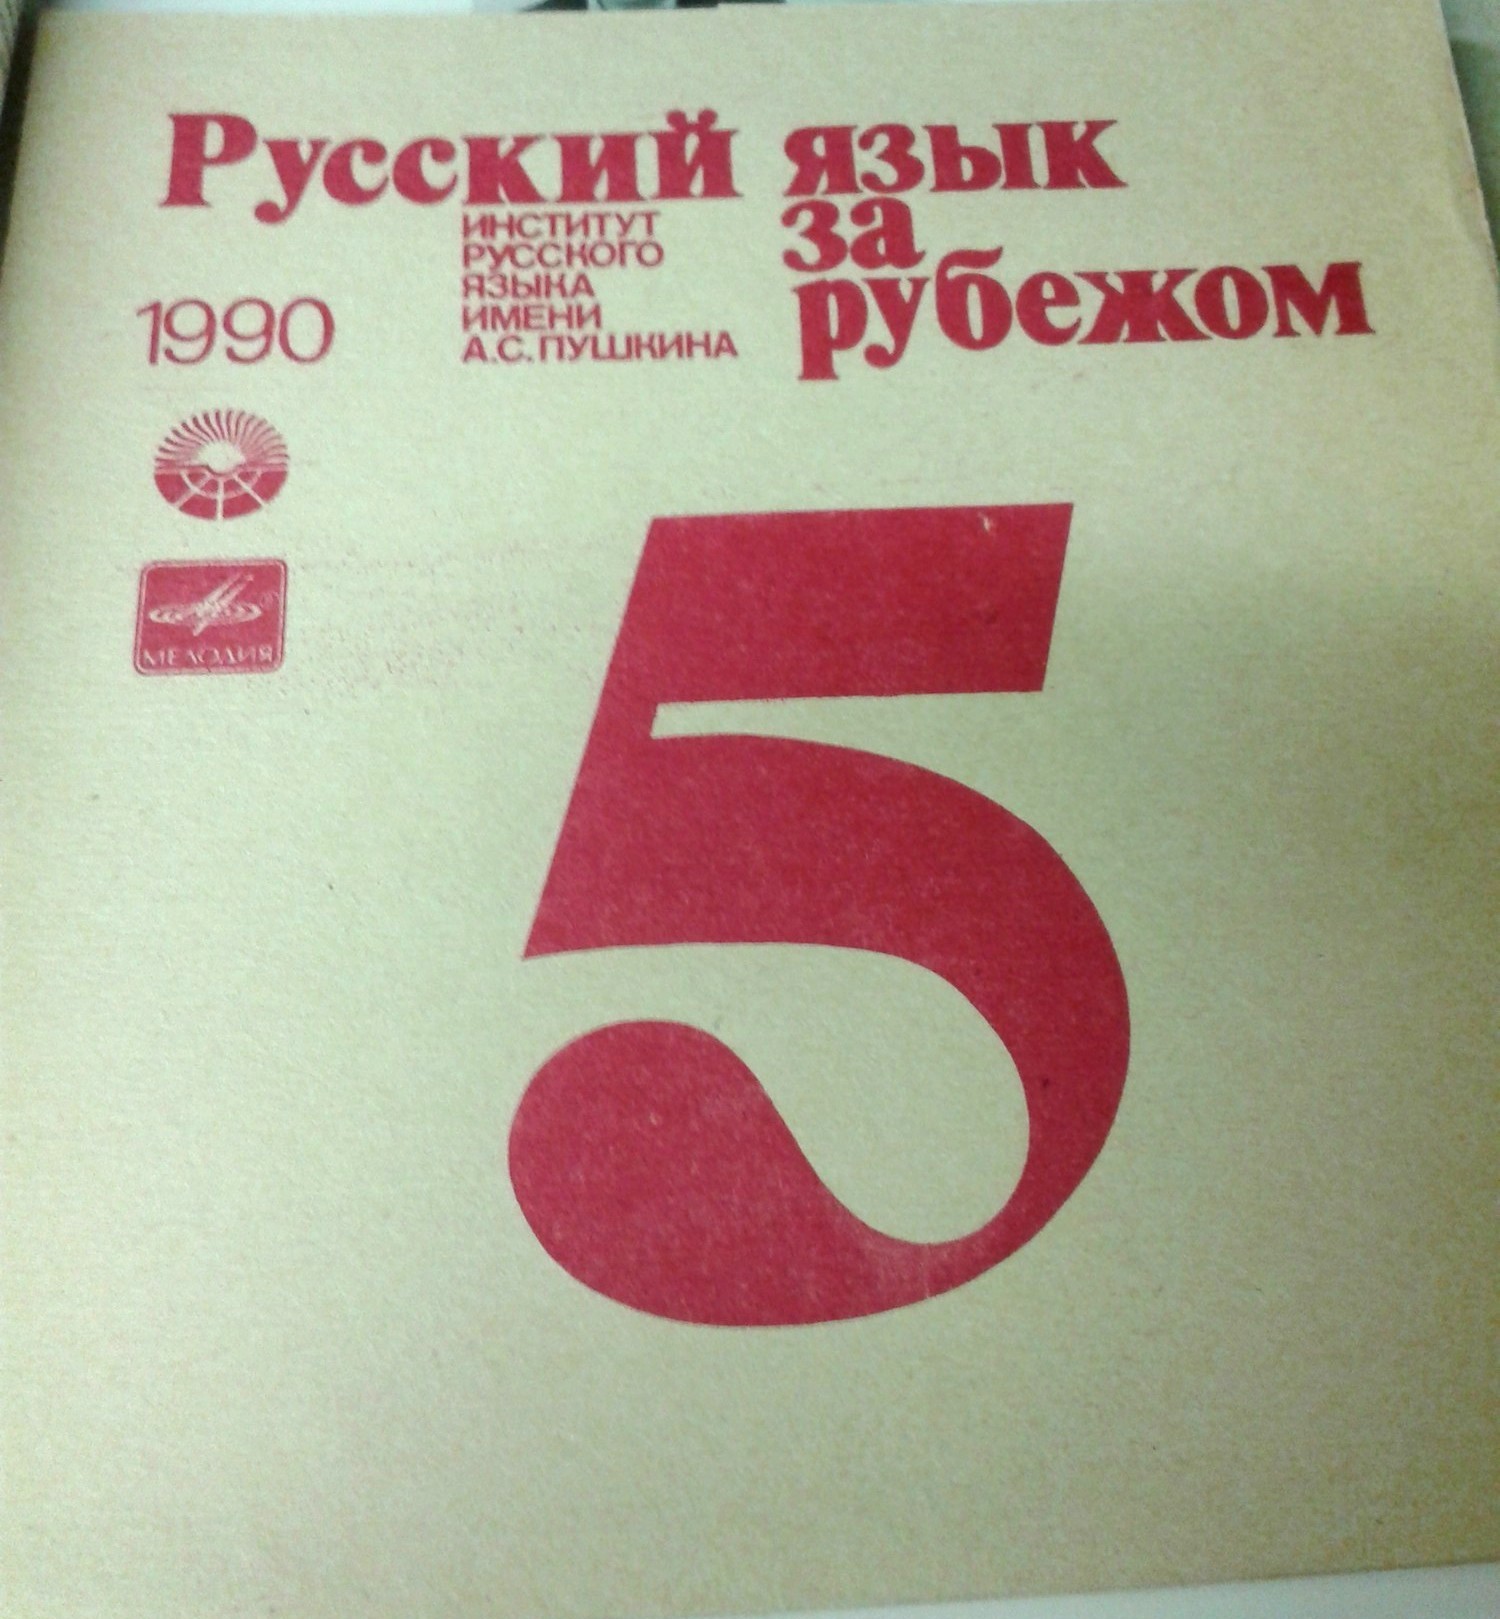 Русский язык
за
рубежом
ИНСТИТУТ
РУССКОГО
ЯЗЫКА
ИМЕНИ
А.С.ПУШКИНА
1990
МЕЛОДИЯ
5